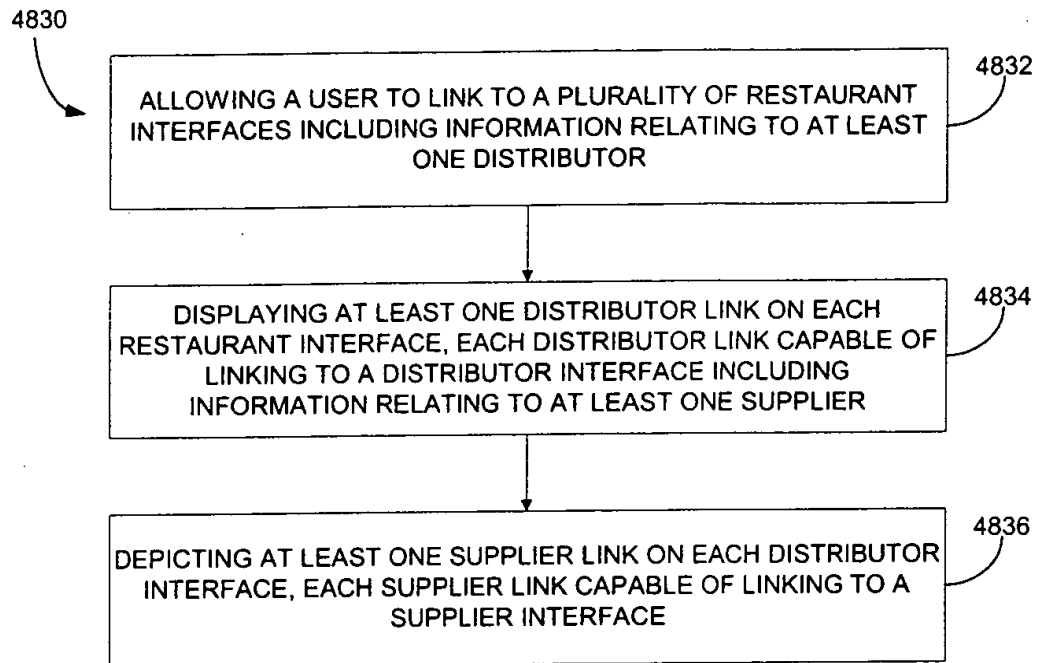 4830
4832
ALLOWING A USER TO LINK TO A PLURALITY OF RESTAURANT
INTERFACES INCLUDING INFORMATION RELATING TO AT LEAST
ONE DISTRIBUTOR
4834
DISPLAYING AT LEAST ONE DISTRIBUTOR LINK ON EACH
RESTAURANT INTERFACE, EACH DISTRIBUTOR LINK CAPABLE OF
LINKING TO A DISTRIBUTOR INTERFACE INCLUDING
INFORMATION RELATING TO AT LEAST ONE SUPPLIER
4836
DEPICTING AT LEAST ONE SUPPLIER LINK ON EACH DISTRIBUTOR
INTERFACE, EACH SUPPLIER LINK CAPABLE OF LINKING TO A
SUPPLIER INTERFACE